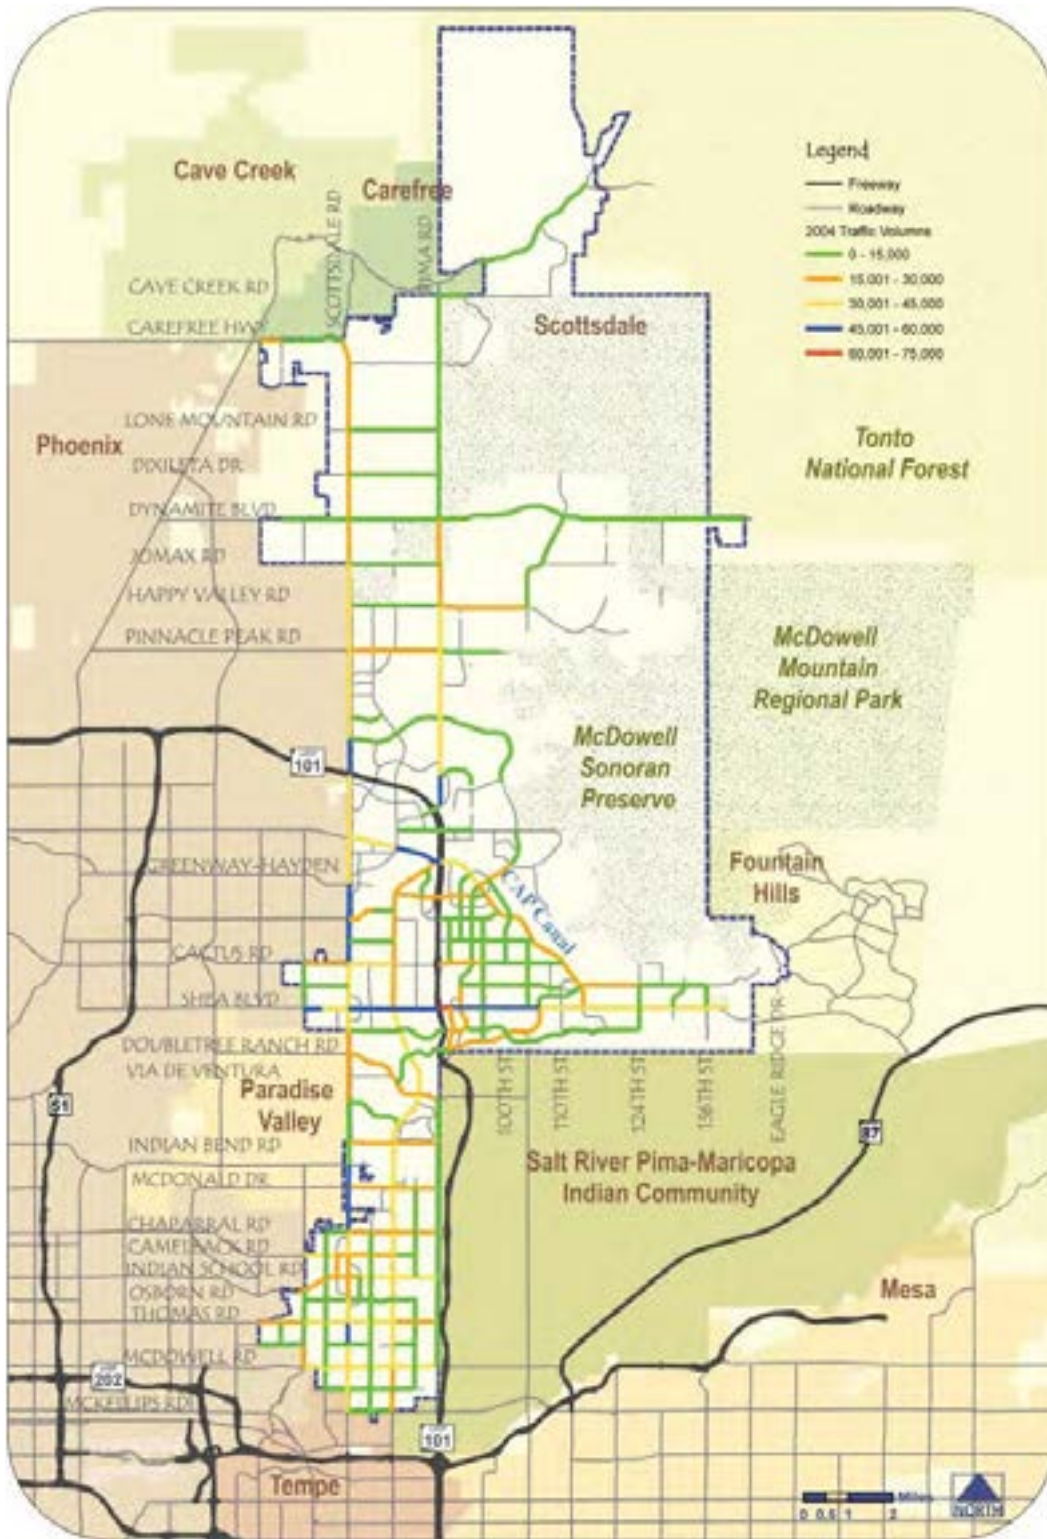 Legend
Freeway
Roadway
2004 Traffic Volumes
0 - 15,000
15,001 - 30,000
30,001 - 45,000
45,001 - 60,000
60,001 - 75,000
Cave Creek
Carefree
SCOTTSDALE RD
PIMA RD
CAVE CREEK RD
CAREFREE HWY
Scottsdale
LONE MOUNTAIN RD
Phoenix
DIXILETA DR
Tonto
National Forest
DYNAMITE BLVD
JOMAX RD
HAPPY VALLEY RD
PINNACLE PEAK RD
McDowell
Mountain
Regional Park
McDowell
Sonoran
Preserve
101
GREENWAY-HAYDEN
Fountain
Hills
CAP Canal
CACTUS RD
SHEA BLVD
DOUBLETREE RANCH RD
VIA DE VENTURA
100TH ST
110TH ST
124TH ST
136TH ST
EAGLE RIDGE DR
51
Paradise
Valley
87
INDIAN BEND RD
Salt River Pima-Maricopa
Indian Community
MCDONALD DR
CHAPARRAL RD
CAMELBACK RD
INDIAN SCHOOL RD
OSBORN RD
THOMAS RD
Mesa
MCDOWELL RD
202
MCKELLIPS RD
101
Tempe
Miles
0 0.5 1 2
NORTH